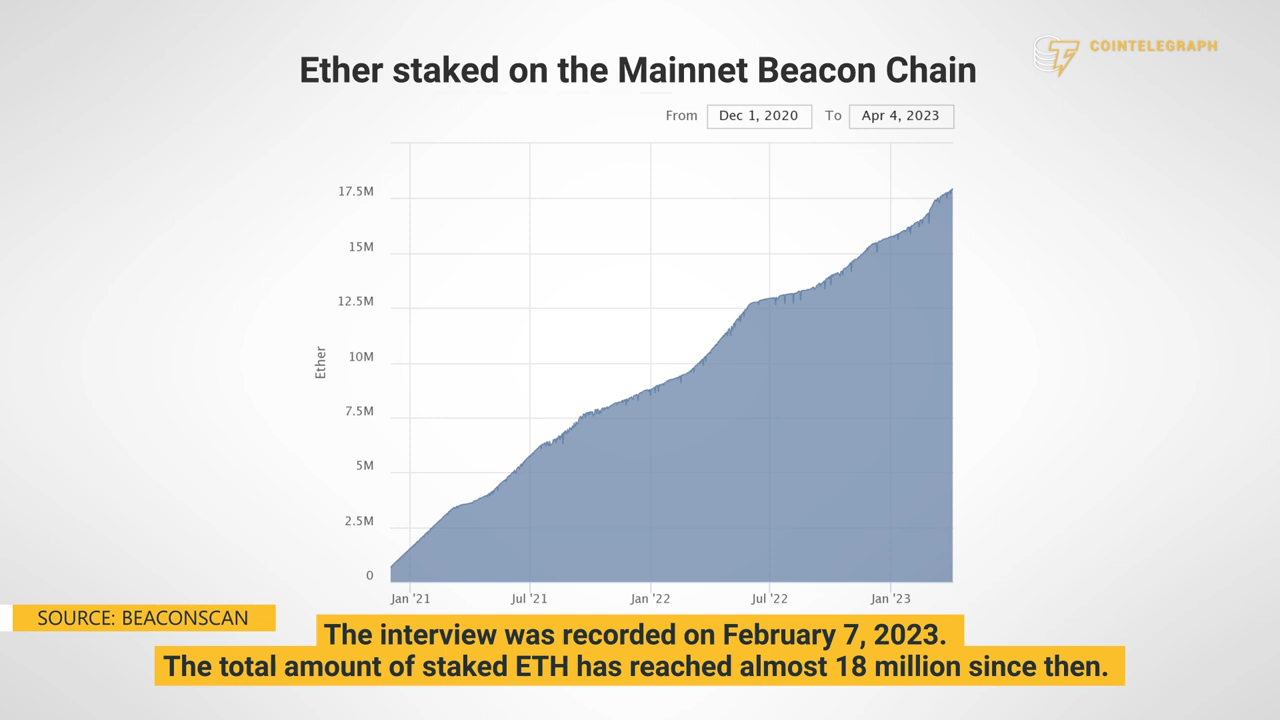 COINTELEGRAPH
Ether staked on the Mainnet Beacon Chain
From Dec 1, 2020 To Apr 4, 2023
17.5M
15M
12.5M
10M
7.5M
5M
2.5M
0
Ether
Jan '21 Jul '21 Jan '22 Jul '22 Jan '23
SOURCE: BEACONSCAN
The interview was recorded on February 7, 2023.
The total amount of staked ETH has reached almost 18 million since then.